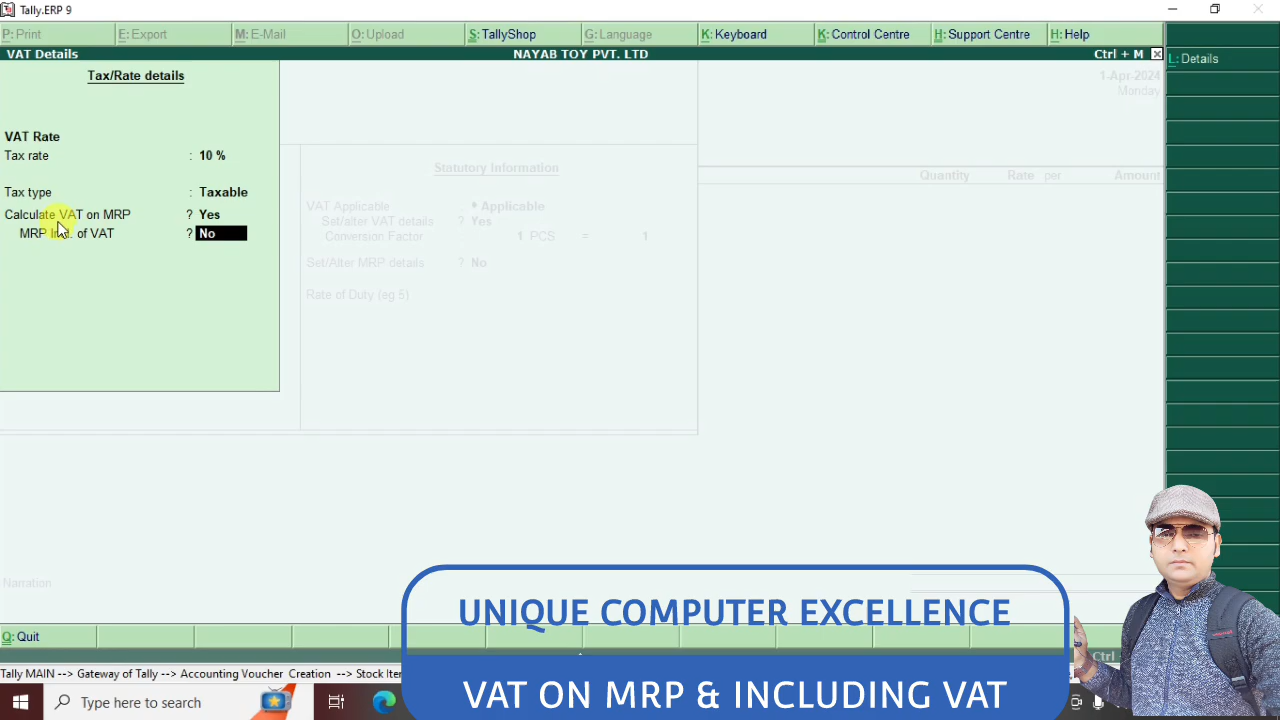 Tally.ERP 9
P: Print E: Export M: E-Mail O: Upload S: TallyShop G: Language K: Keyboard K: Control Centre H: Support Centre H: Help
VAT Details NAYAB TOY PVT. LTD Ctrl + M
L: Details
Tax/Rate details
1-Apr-2024
Monday
VAT Rate
Tax rate : 10 %
Tax type : Taxable
Calculate VAT on MRP ? Yes
MRP of VAT ? No
Statutory Information
Quantity Rate per Amount
VAT Applicable * Applicable
Set/alter VAT details ? Yes
Conversion Factor 1 PCS = 1
Set/Alter MRP details ? No
Rate of Duty (eg 5)
Narration
Q: Quit
Ctrl +
Tally MAIN --> Gateway of Tally --> Accounting Voucher Creation --> Stock Iter
UNIQUE COMPUTER EXCELLENCE
VAT ON MRP & INCLUDING VAT
Type here to search